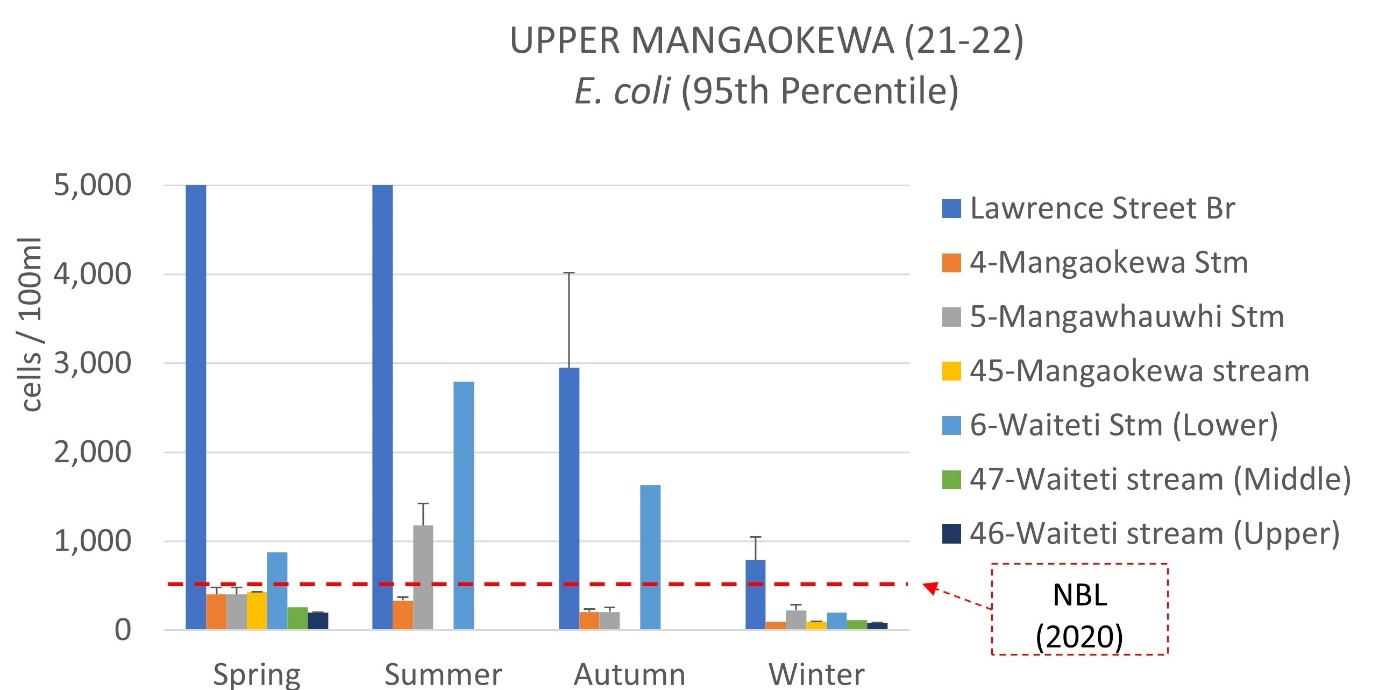 UPPER MANGAOKEWA (21-22)
E. coli (95th Percentile)
cells / 100ml
5,000
4,000
3,000
2,000
1,000
0
Spring Summer Autumn Winter
Lawrence Street Br
4-Mangaokewa Stm
5-Mangawhauwhi Stm
45-Mangaokewa stream
6-Waiteti Stm (Lower)
47-Waiteti stream (Middle)
46-Waiteti stream (Upper)
NBL
(2020)